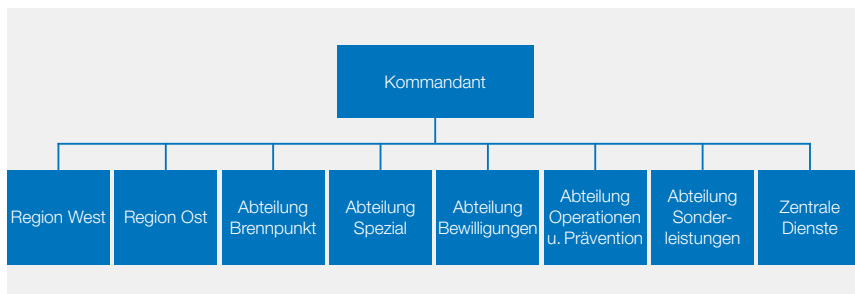 Kommandant
Region West
Region Ost
Abteilung
Brennpunkt
Abteilung
Spezial
Abteilung
Bewilligungen
Abteilung
Operationen
u. Prävention
Abteilung
Sonder-
leistungen
Zentrale
Dienste